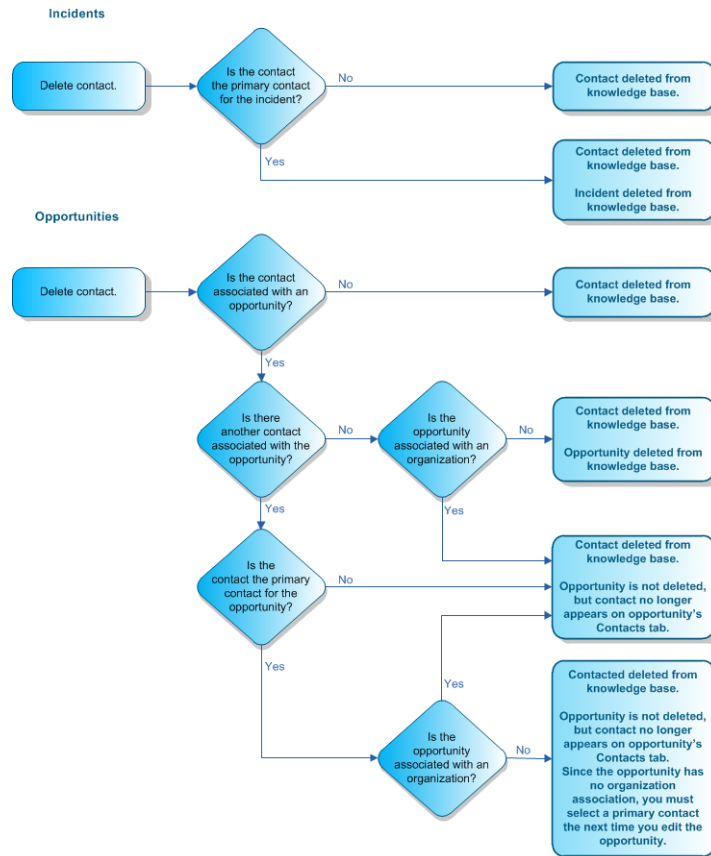 Incidents
Delete contact.
Is the contact
the primary contact
for the incident?
No
Contact deleted from
knowledge base.
Yes
Contact deleted from
knowledge base.
Incident deleted from
knowledge base.
Opportunities
Delete contact.
Is the contact
associated with an
opportunity?
No
Contact deleted from
knowledge base.
Yes
Is there
another contact
associated with the
opportunity?
No
Is the
opportunity
associated with an
organization?
No
Contact deleted from
knowledge base.
Opportunity deleted from
knowledge base.
Yes
Yes
Is the
contact the primary
contact for the
opportunity?
No
Contact deleted from
knowledge base.
Opportunity is not deleted,
but contact no longer
appears on opportunity's
Contacts tab.
Yes
Yes
Is the
opportunity
associated with an
organization?
No
Contacted deleted from
knowledge base.
Opportunity is not deleted,
but contact no longer
appears on opportunity's
Contacts tab.
Since the opportunity has
no organization
association, you must
select a primary contact
the next time you edit the
opportunity.